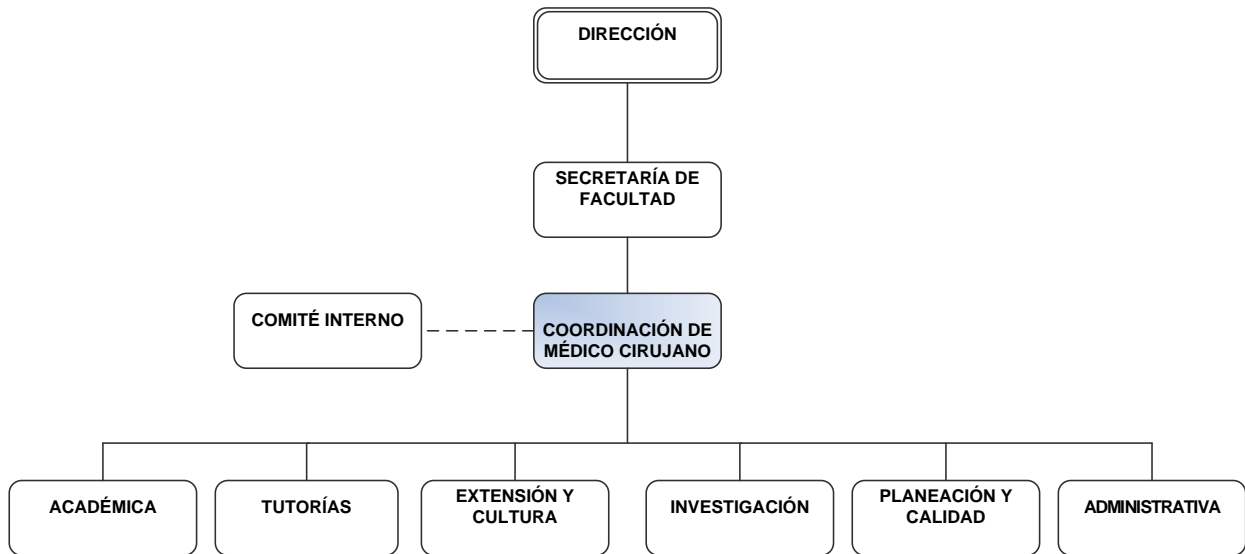 DIRECCIÓN
SECRETARÍA DE
FACULTAD
COMITÉ INTERNO
COORDINACIÓN DE
MÉDICO CIRUJANO
ACADÉMICA
TUTORÍAS
EXTENSIÓN Y
CULTURA
INVESTIGACIÓN
PLANEACIÓN Y
CALIDAD
ADMINISTRATIVA